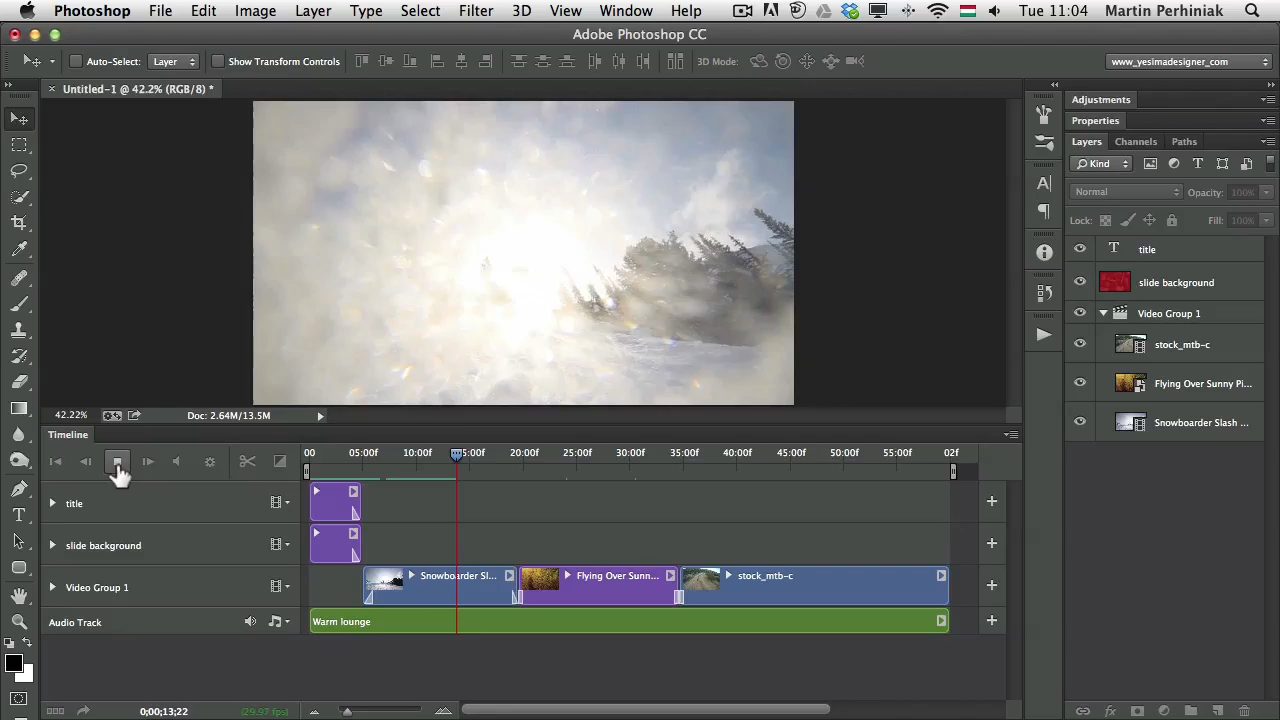 Photoshop File Edit Image Layer Type Select Filter 3D View Window Help Tue 11:04 Martin Perhiniak
Adobe Photoshop CC
Auto-Select: Layer Show Transform Controls 3D Mode: www_yesimadesigner_com
Untitled-1 @ 42.2% (RGB/8) *
Adjustments
Properties
Layers Channels Paths
Kind
Normal Opacity: 100%
Lock: Fill: 100%
title
slide background
Video Group 1
stock_mtb-c
Flying Over Sunny Pi...
Snowboarder Slash ...
42.22% Doc: 2.64M/13.5M
Timeline
00 05:00f 10:00f 15:00f 20:00f 25:00f 30:00f 35:00f 40:00f 45:00f 50:00f 55:00f 02f
title
slide background
Video Group 1 Snowboarder Sl... Flying Over Sunn... stock_mtb-c
Audio Track Warm lounge
0;00;13;22 (29.97 fps)